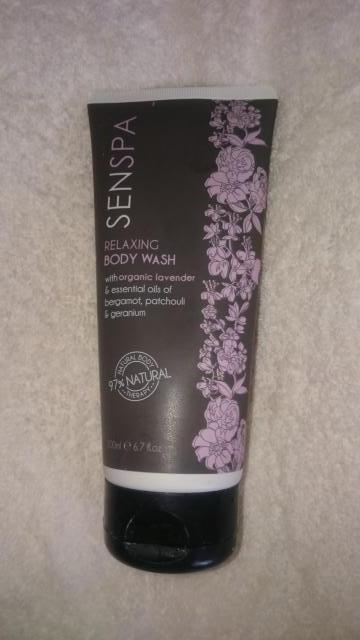 SENSPA
RELAXING
BODY WASH
with organic lavender
& essential oils of
bergamot, patchouli
& geranium
NATURAL BODY
97% NATURAL
THERAPY
200ml e 6.7 fl.oz